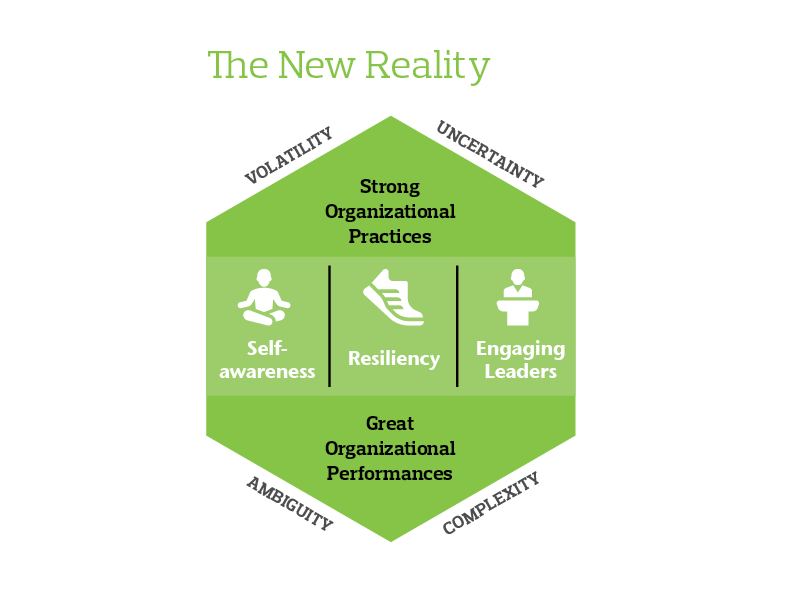 The New Reality
VOLATILITY
UNCERTAINTY
Strong
Organizational
Practices
Self-
awareness
Resiliency
Engaging
Leaders
Great
Organizational
Performances
AMBIGUITY
COMPLEXITY